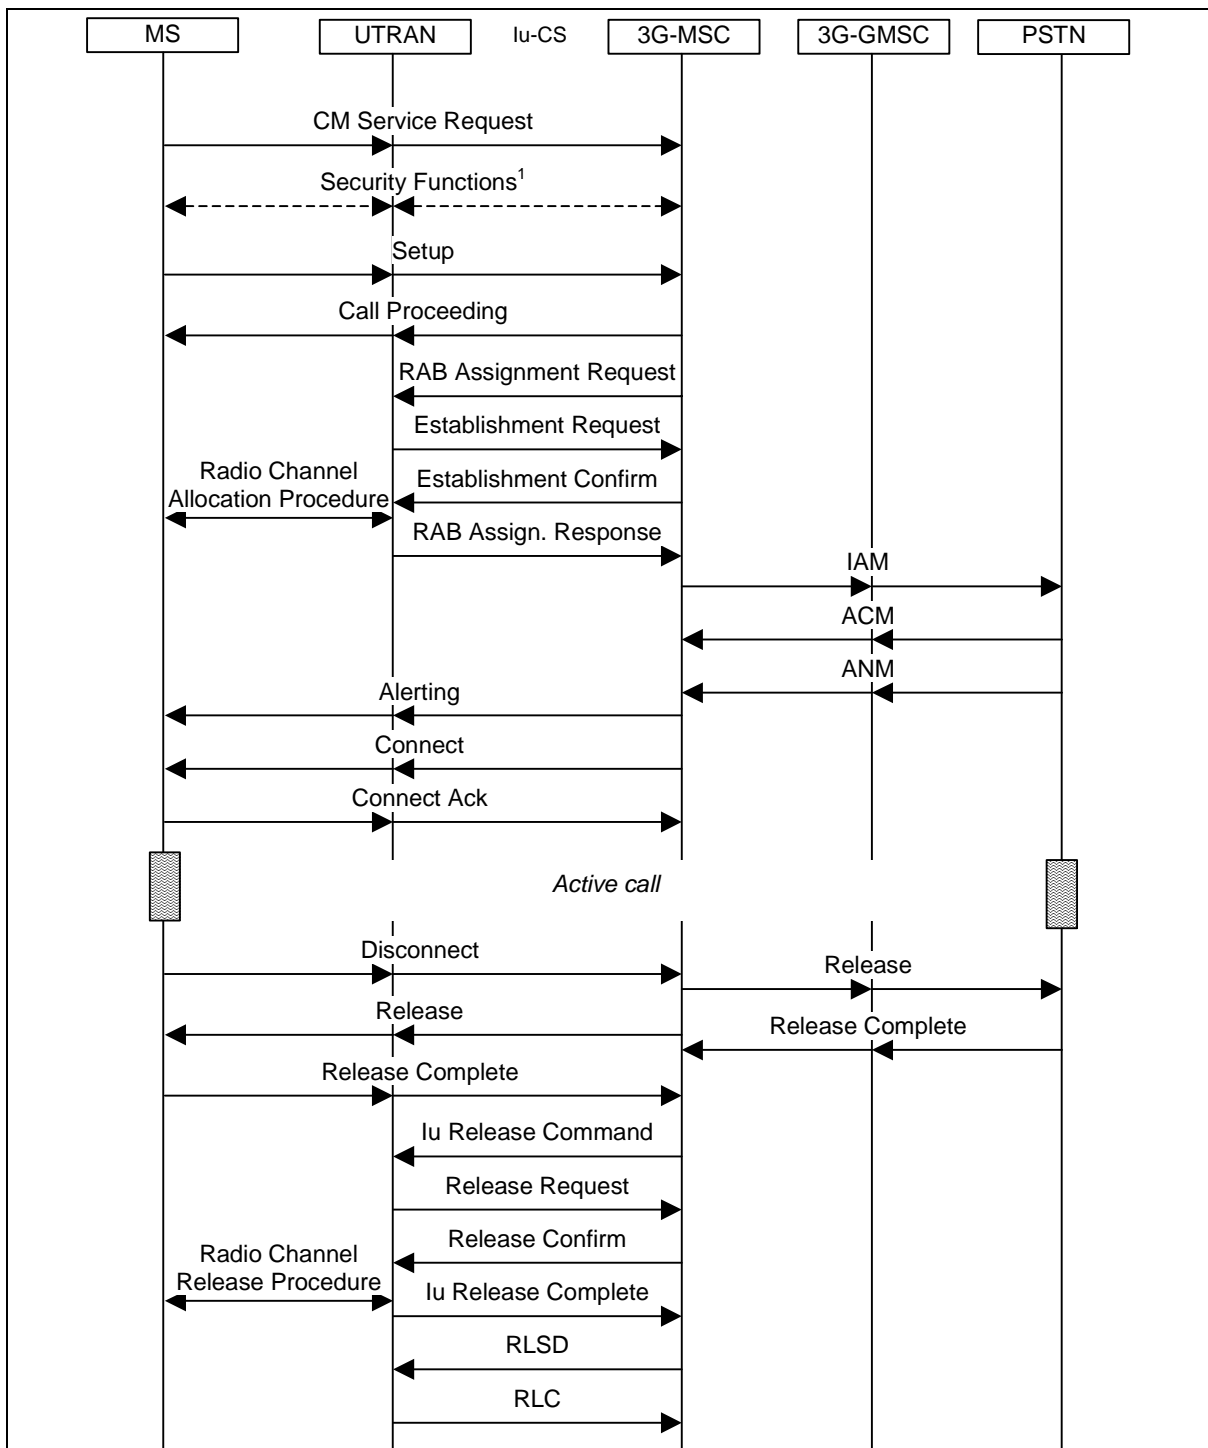 MS
UTRAN
Iu-CS
3G-MSC
3G-GMSC
PSTN
CM Service Request
Security Functions1
Setup
Call Proceeding
RAB Assignment Request
Establishment Request
Radio Channel
Allocation Procedure
Establishment Confirm
RAB Assign. Response
IAM
ACM
ANM
Alerting
Connect
Connect Ack
Active call
Disconnect
Release
Release
Release Complete
Release Complete
Iu Release Command
Release Request
Release Confirm
Radio Channel
Release Procedure
Iu Release Complete
RLSD
RLC